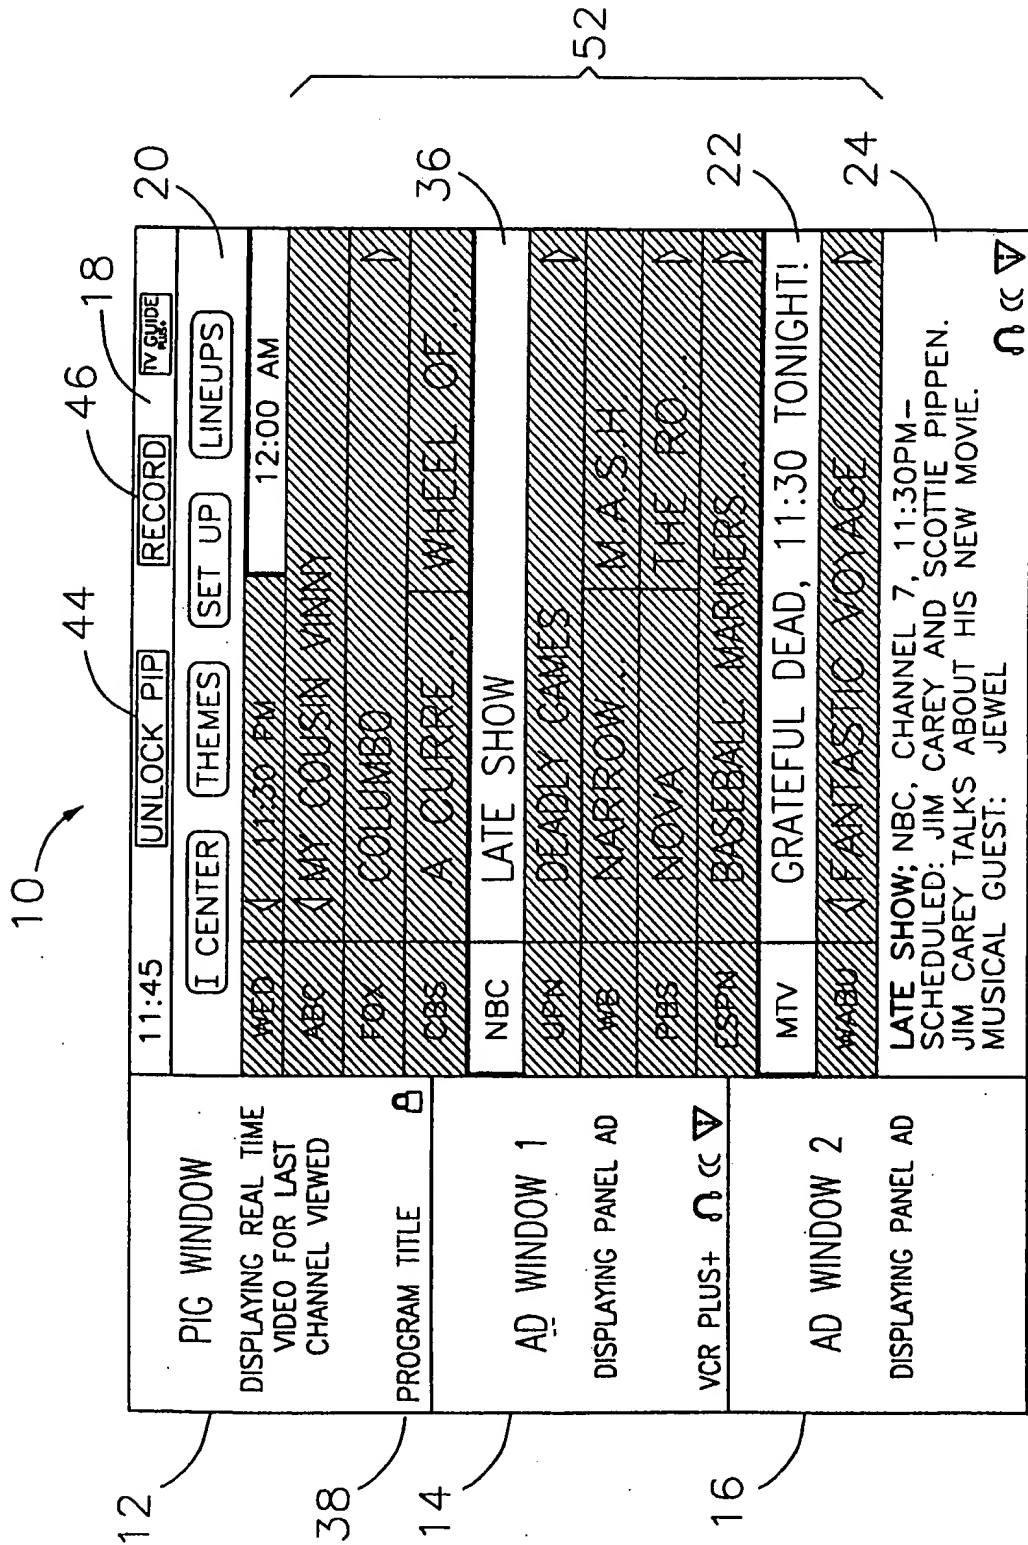 10
44
46
18
20
36
52
22
24
12
38
14
16
11:45
UNLOCK PIP
RECORD
TV GUIDE
PLUS+
I CENTER
THEMES
SET UP
LINEUPS
WED
11:30 PM
12:00 AM
ABC
MY COUSIN VINNY
FOX
COLUMBO
CBS
A CURRE...
WHEEL OF...
NBC
LATE SHOW
UPN
DEADLY GAMES
WB
NARROW...
M.A.S.H.
PBS
NOVA
THE RO...
ESPN
BASEBALL: MARINERS...
MTV
GRATEFUL DEAD, 11:30 TONIGHT!
WABU
FANTASTIC VOYAGE
LATE SHOW; NBC, CHANNEL 7, 11:30PM-
SCHEDULED: JIM CAREY AND SCOTTIE PIPPEN.
JIM CAREY TALKS ABOUT HIS NEW MOVIE.
MUSICAL GUEST: JEWEL
CC
PIG WINDOW
DISPLAYING REAL TIME
VIDEO FOR LAST
CHANNEL VIEWED
PROGRAM TITLE
AD WINDOW 1
DISPLAYING PANEL AD
VCR PLUS+
CC
AD WINDOW 2
DISPLAYING PANEL AD